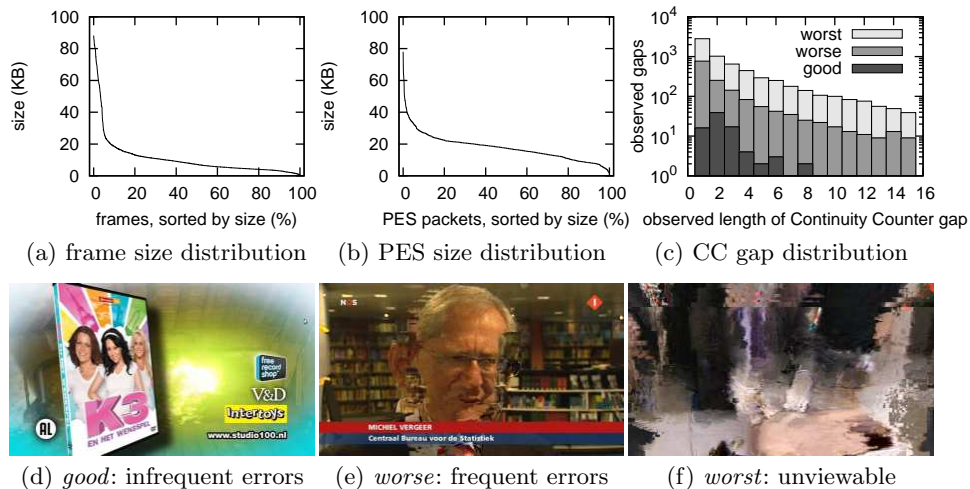 100
80
60
40
20
0
size (KB)
0 20 40 60 80 100
frames, sorted by size (%)
(a) frame size distribution
100
80
60
40
20
0
size (KB)
0 20 40 60 80 100
PES packets, sorted by size (%)
(b) PES size distribution
10^4
10^3
10^2
10^1
10^0
observed gaps
worst
worse
good
0 2 4 6 8 10 12 14 16
observed length of Continuity Counter gap
(c) CC gap distribution
K3
EN HET WENSSPEL
AL
free
record
shop
V&D
Intertoys
www.studio100.nl
(d) good: infrequent errors
MICHIEL VERGEER
Centraal Bureau voor de Statistiek
(e) worse: frequent errors
(f) worst: unviewable